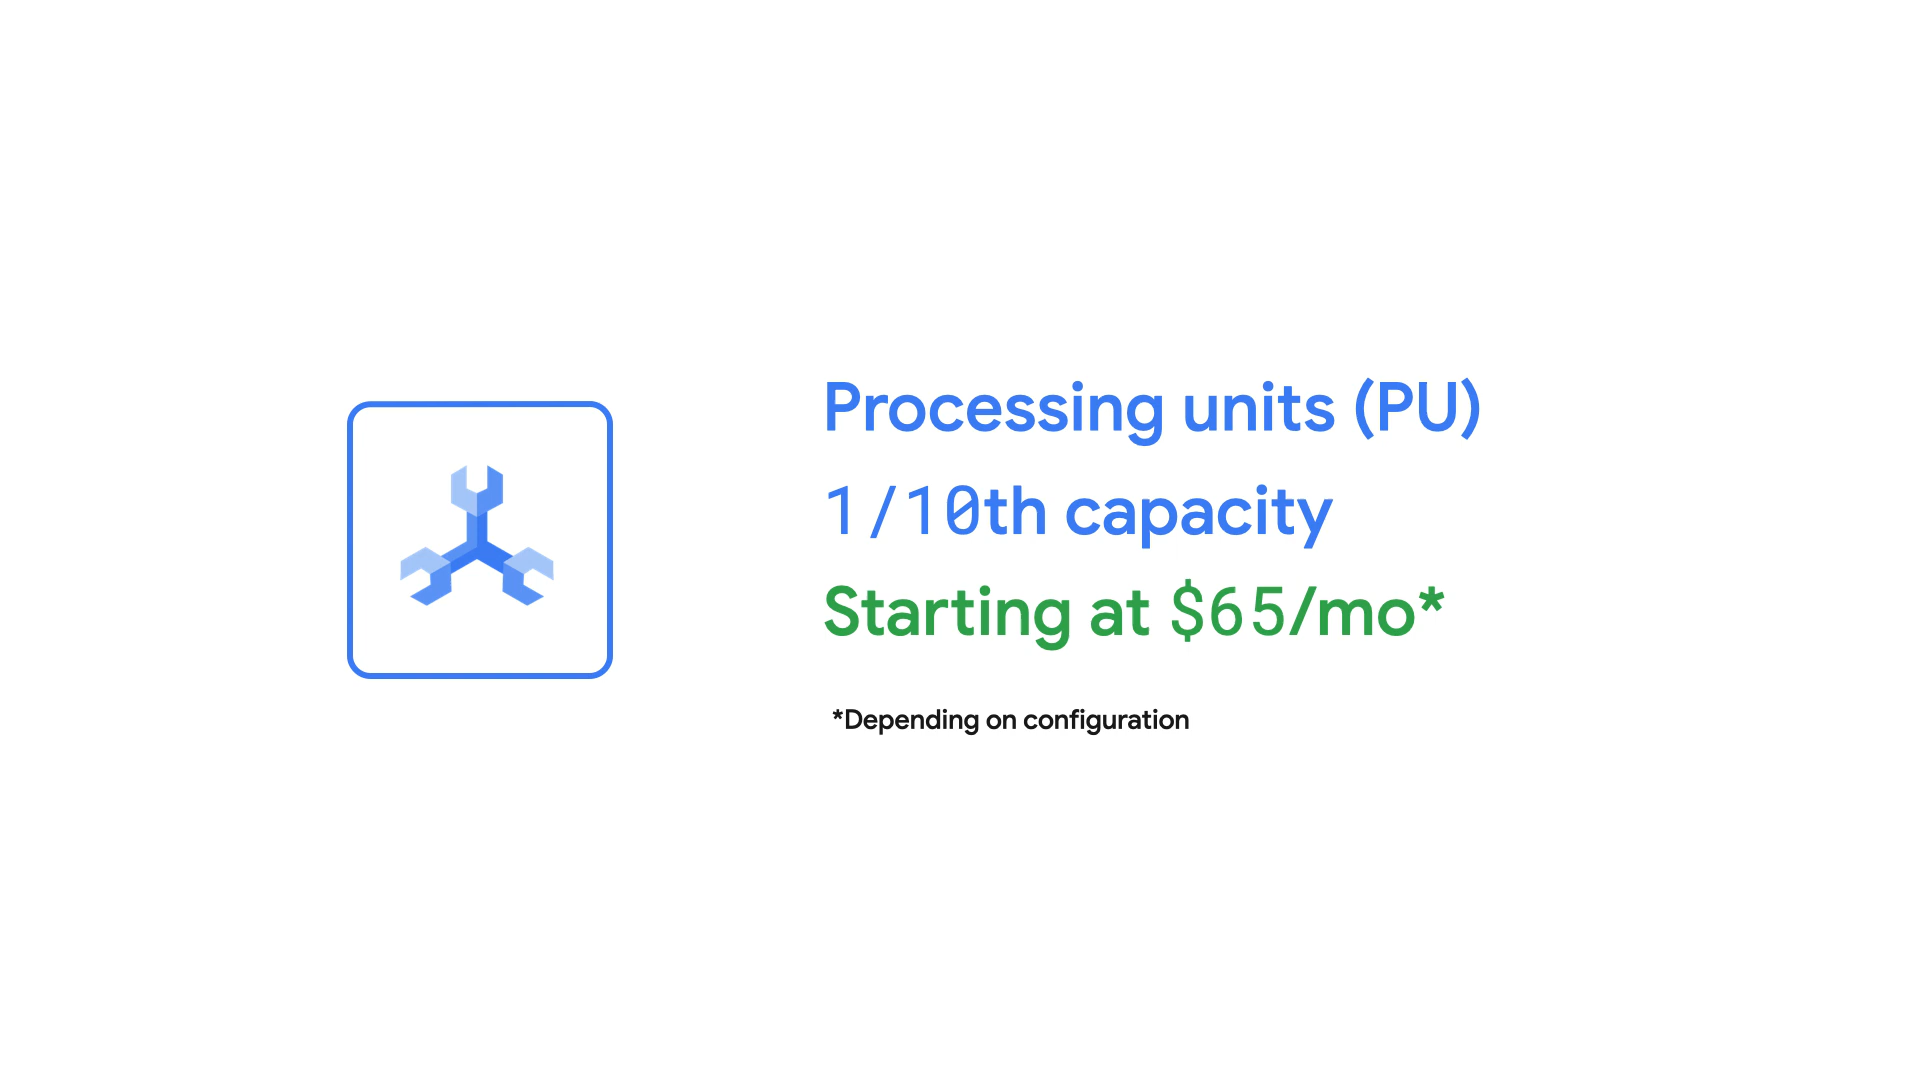 Processing units (PU)
1/10th capacity
Starting at $65/mo*
*Depending on configuration